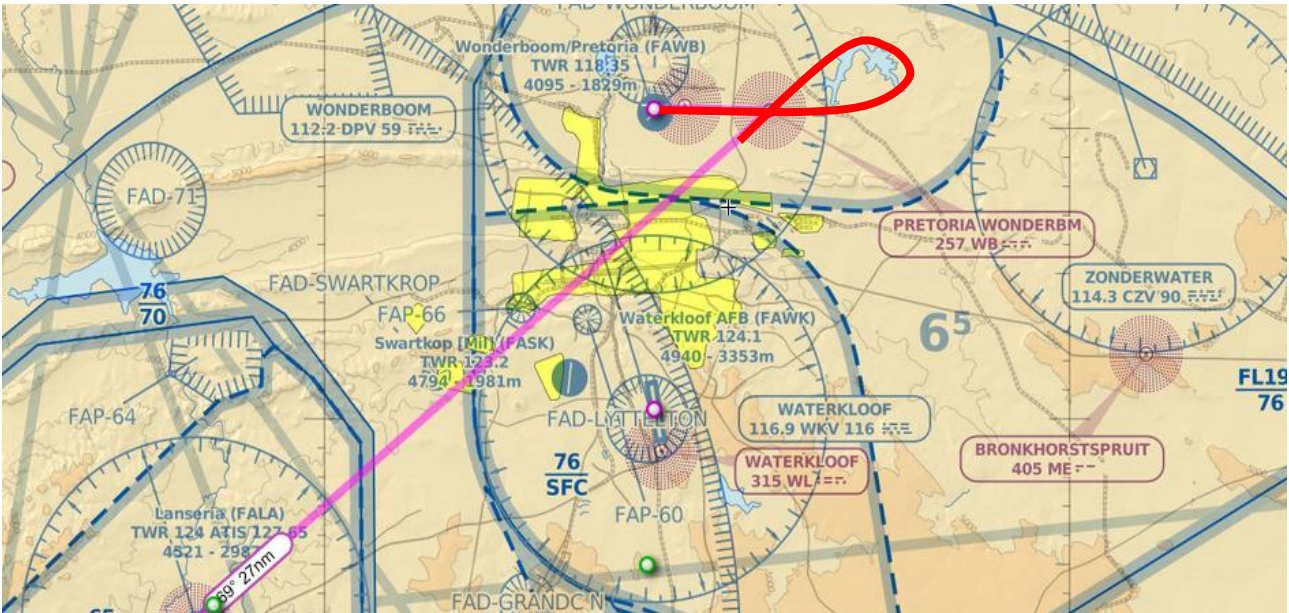 FAD-WONDERBOOM
Wonderboom/Pretoria (FAWB)
TWR 118.35
4095 - 1829m
WONDERBOOM
112.2 DPV 59
FAD-71
PRETORIA WONDERBM
257 WB
ZONDERWATER
114.3 CZV 90
76
70
FAD-SWARTKROP
FAP-66
Swartkop [Mil] (FASK)
TWR 123.2
4794 - 1981m
Waterkloof AFB (FAWK)
TWR 124.1
4940 - 3353m
6⁵
FL19
76
FAP-64
FAD-LYTTELTON
WATERKLOOF
116.9 WKV 116
WATERKLOOF
315 WL
BRONKHORSTSPRUIT
405 ME
76
SFC
FAP-60
Lanseria (FALA)
TWR 124 ATIS 127.65
4521 - 298
69° 27nm
FAD-GRANDC N
65